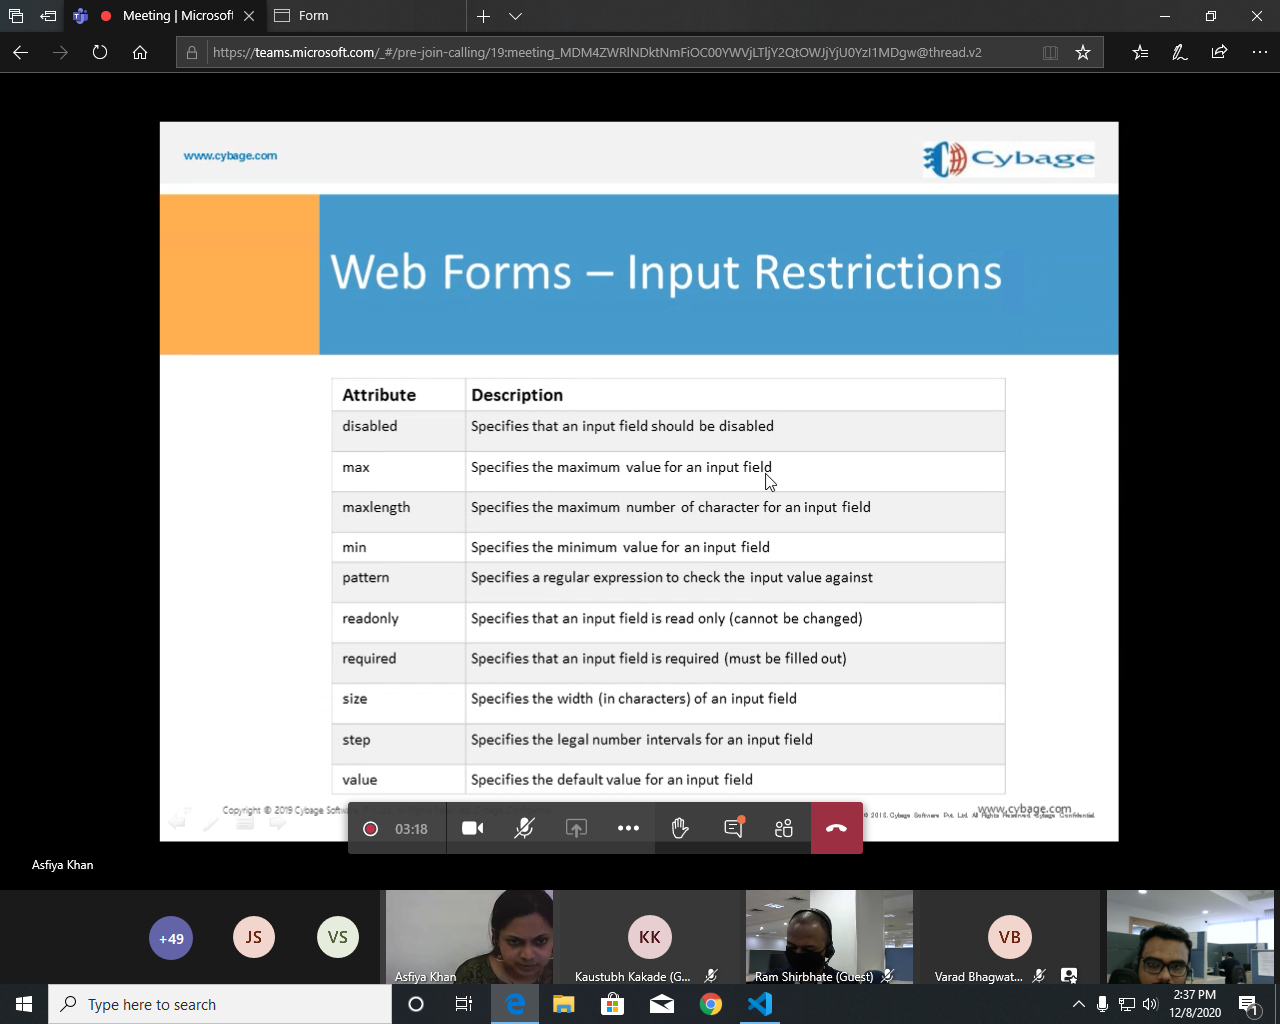 Meeting | Microsoft
Form
https://teams.microsoft.com/_#/pre-join-calling/19:meeting_MDM4ZWRlNDktNmFiOC00YWVjLTljY2QtOWJjYjU0YzI1MDgw@thread.v2
www.cybage.com
Cybage
Web Forms – Input Restrictions
Attribute Description
disabled Specifies that an input field should be disabled
max Specifies the maximum value for an input field
maxlength Specifies the maximum number of character for an input field
min Specifies the minimum value for an input field
pattern Specifies a regular expression to check the input value against
readonly Specifies that an input field is read only (cannot be changed)
required Specifies that an input field is required (must be filled out)
size Specifies the width (in characters) of an input field
step Specifies the legal number intervals for an input field
value Specifies the default value for an input field
Copyright © 2019 Cybage
www.cybage.com
Cybage Software Pvt. Ltd. All Rights Reserved. Cybage Confidential
03:18
Asfiya Khan
+49
JS
VS
Asfiya Khan
KK
Kaustubh Kakade (G...
Ram Shirbhate (Guest)
VB
Varad Bhagwat...
Type here to search
2:37 PM
12/8/2020
1